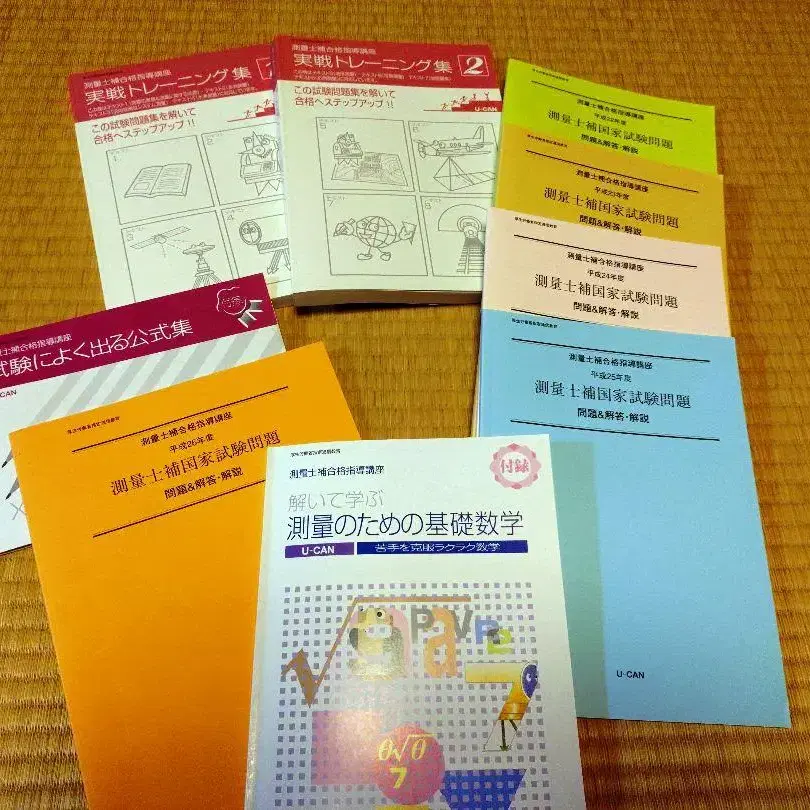 測量士補合格指導講座
実戦トレーニング集
この試験問題集を解いて
合格へステップアップ!!
測量士補合格指導講座
実戦トレーニング集 2
この試験問題集を解いて
合格へステップアップ!!
U-CAN
測量士補合格指導講座
平成22年度
測量士補国家試験問題
問題&解答・解説
測量士補合格指導講座
平成23年度
測量士補国家試験問題
問題&解答・解説
測量士補合格指導講座
平成24年度
測量士補国家試験問題
問題&解答・解説
測量士補合格指導講座
平成25年度
測量士補国家試験問題
問題&解答・解説
U-CAN
士補合格指導講座
験によく出る公式集
CAN
測量士補合格指導講座
平成26年度
測量士補国家試験問題
問題&解答・解説
測量士補合格指導講座
付録
解いて学ぶ
測量のための基礎数学
U-CAN
苦手を克服ラクラク数学
θ√θ
7